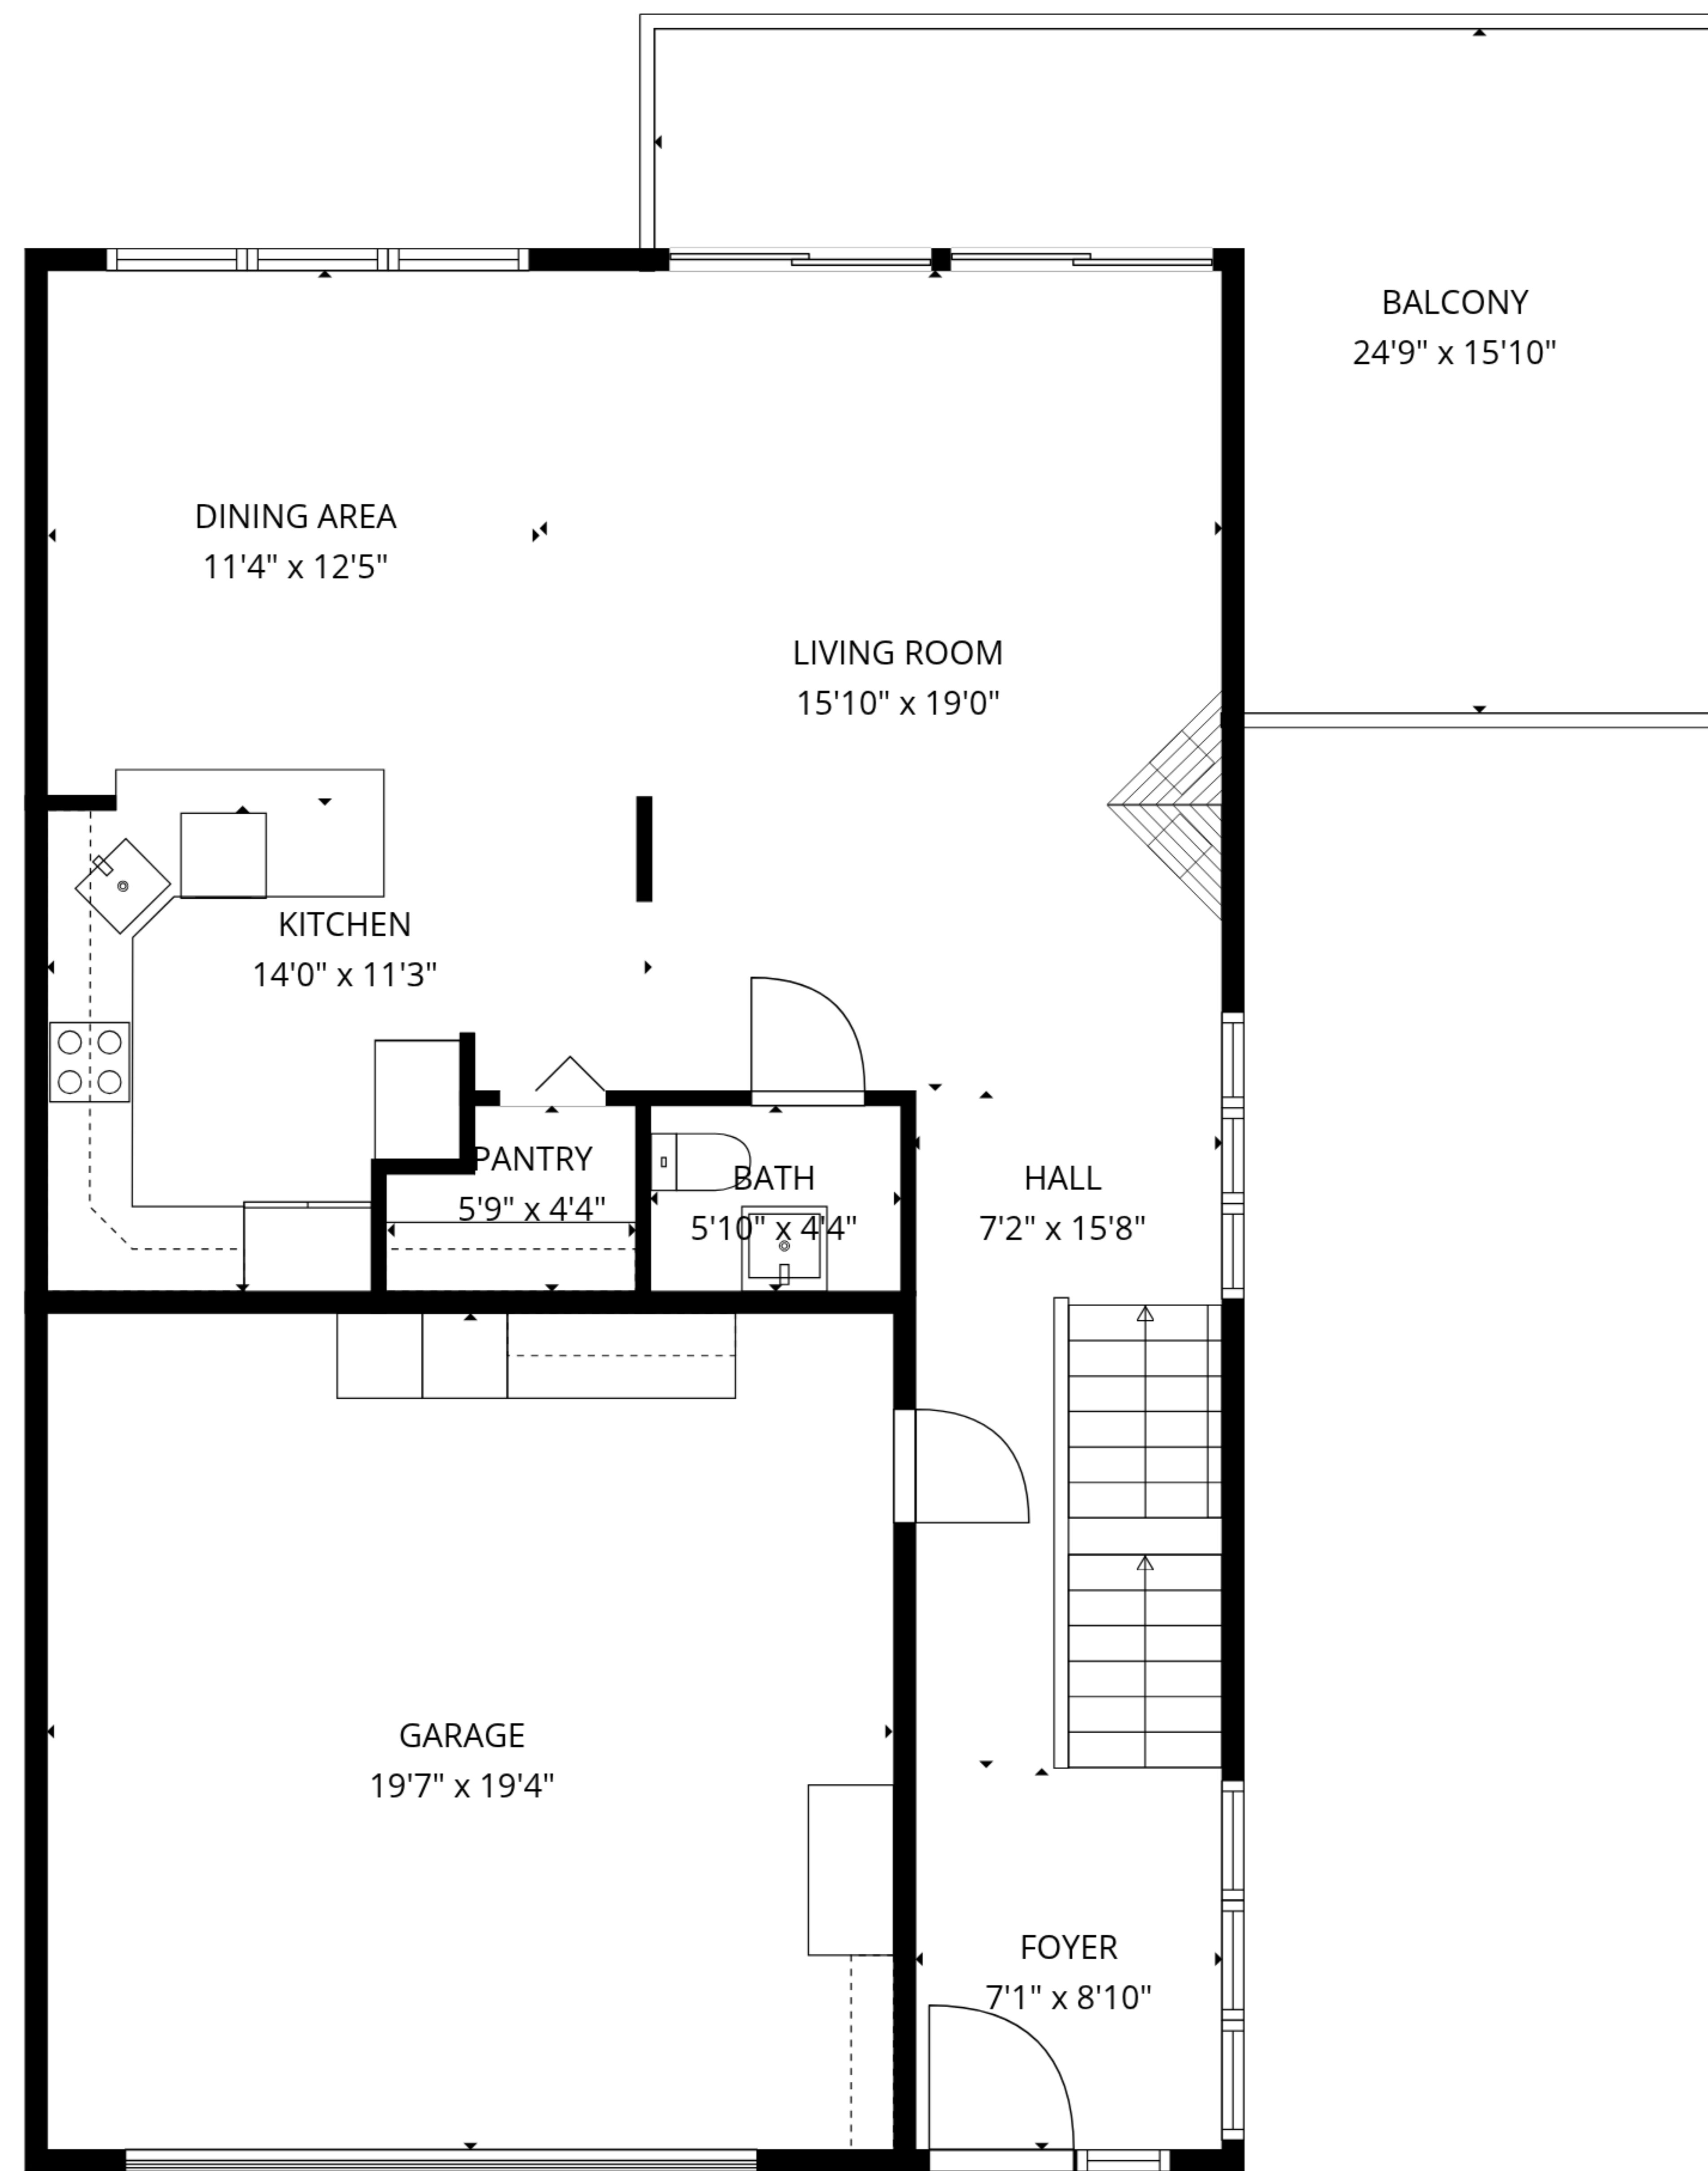 BALCONY
24'9" x 15'10"
DINING AREA
11'4" x 12'5"
LIVING ROOM
15'10" x 19'0"
KITCHEN
14'0" x 11'3"
PANTRY
5'9" x 4'4"
BATH
5'10" x 4'4"
HALL
7'2" x 15'8"
GARAGE
19'7" x 19'4"
FOYER
7'1" x 8'10"